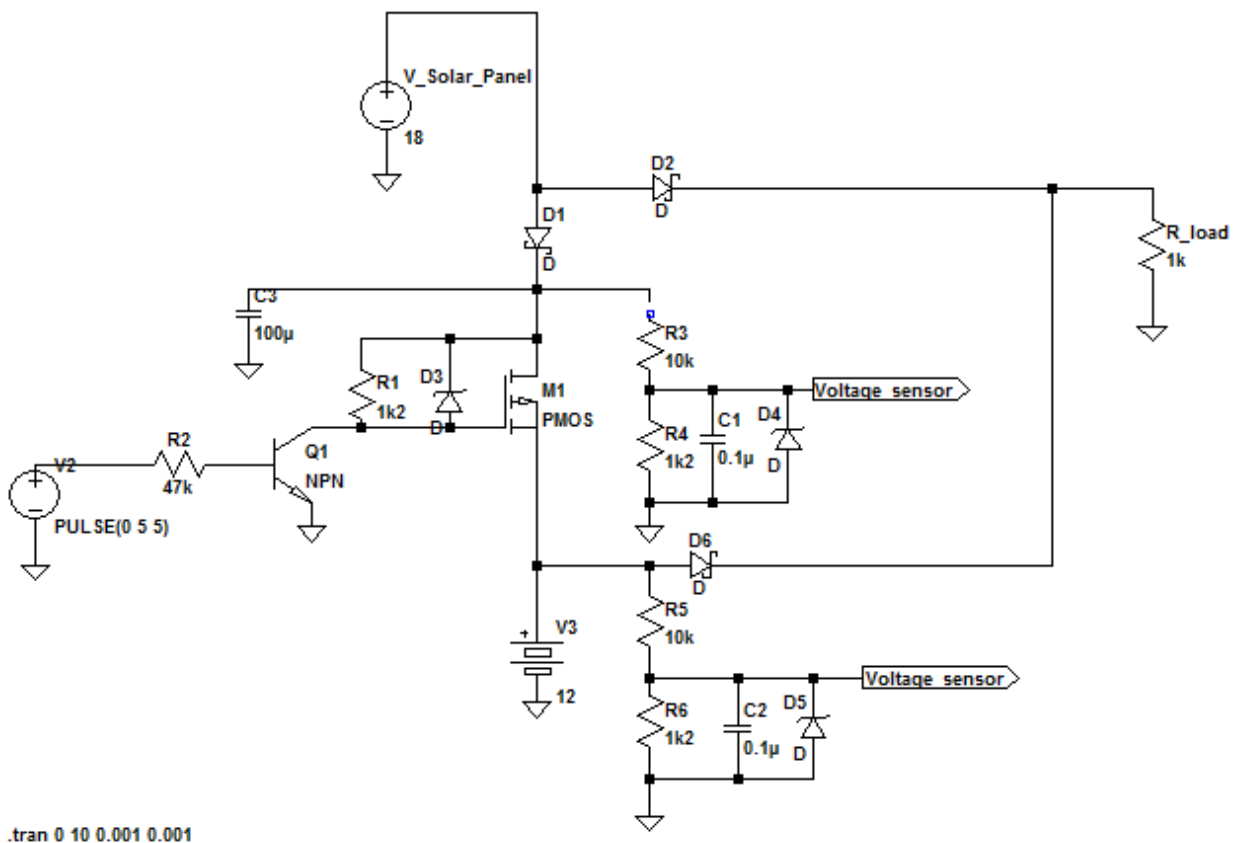 V_Solar_Panel
18
D2
D
D1
D
R_load
1k
C3
100µ
R3
10k
D3
R1
1k2
M1
D
PMOS
Voltage_sensor
D4
C1
R4
D
1k2
0.1µ
R2
Q1
V2
47k
NPN
PULSE(0 5 5)
D6
D
R5
10k
V3
+
12
Voltage_sensor
D5
R6
C2
1k2
0.1µ
D
.tran 0 10 0.001 0.001